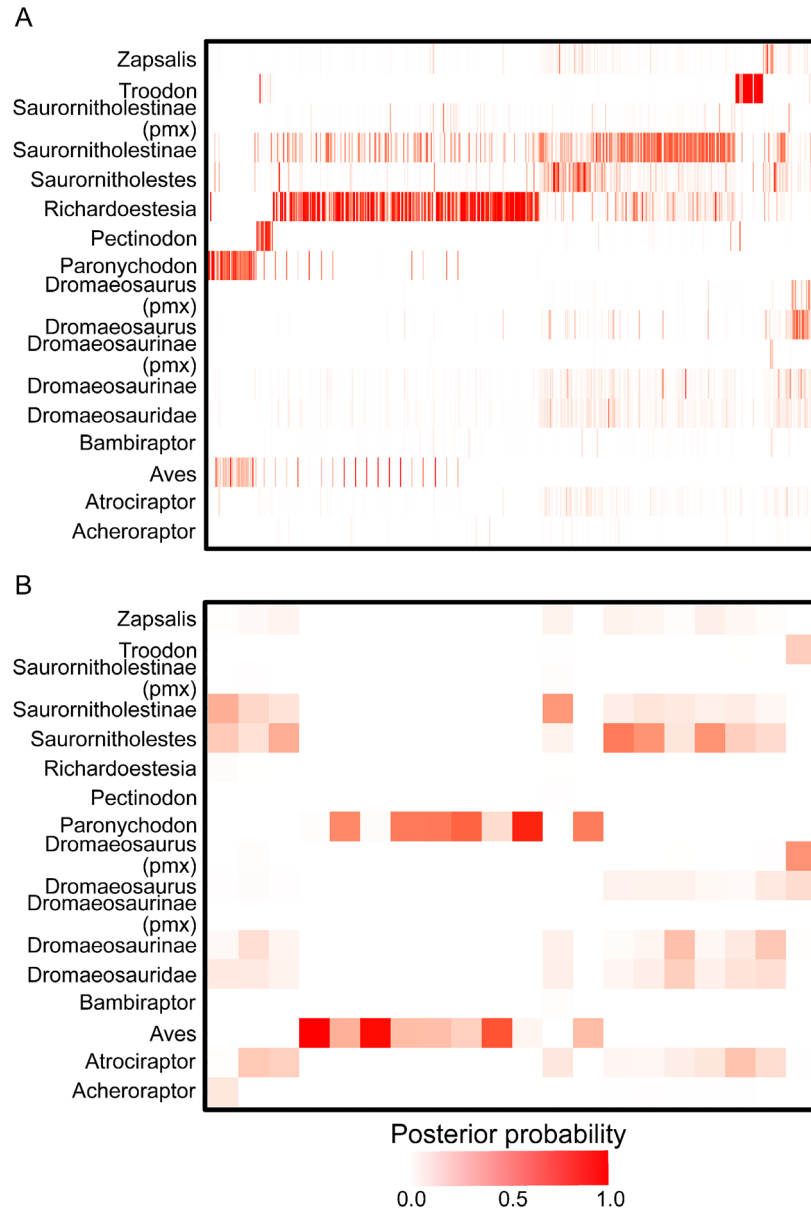 A
Zapsalis
Troodon
Saurornitholestinae
(pmx)
Saurornitholestinae
Saurornitholestes
Richardoestesia
Pectinodon
Paronychodon
Dromaeosaurus
(pmx)
Dromaeosaurus
Dromaeosaurinae
(pmx)
Dromaeosaurinae
Dromaeosauridae
Bambiraptor
Aves
Atrociraptor
Acheroraptor
B
Zapsalis
Troodon
Saurornitholestinae
(pmx)
Saurornitholestinae
Saurornitholestes
Richardoestesia
Pectinodon
Paronychodon
Dromaeosaurus
(pmx)
Dromaeosaurus
Dromaeosaurinae
(pmx)
Dromaeosaurinae
Dromaeosauridae
Bambiraptor
Aves
Atrociraptor
Acheroraptor
Posterior probability
0.0 0.5 1.0